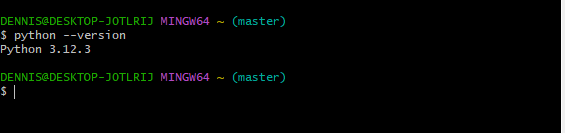 DENNIS@DESKTOP-JOTLRIJ MINGW64 ~ (master)
$ python --version
Python 3.12.3
DENNIS@DESKTOP-JOTLRIJ MINGW64 ~ (master)
$